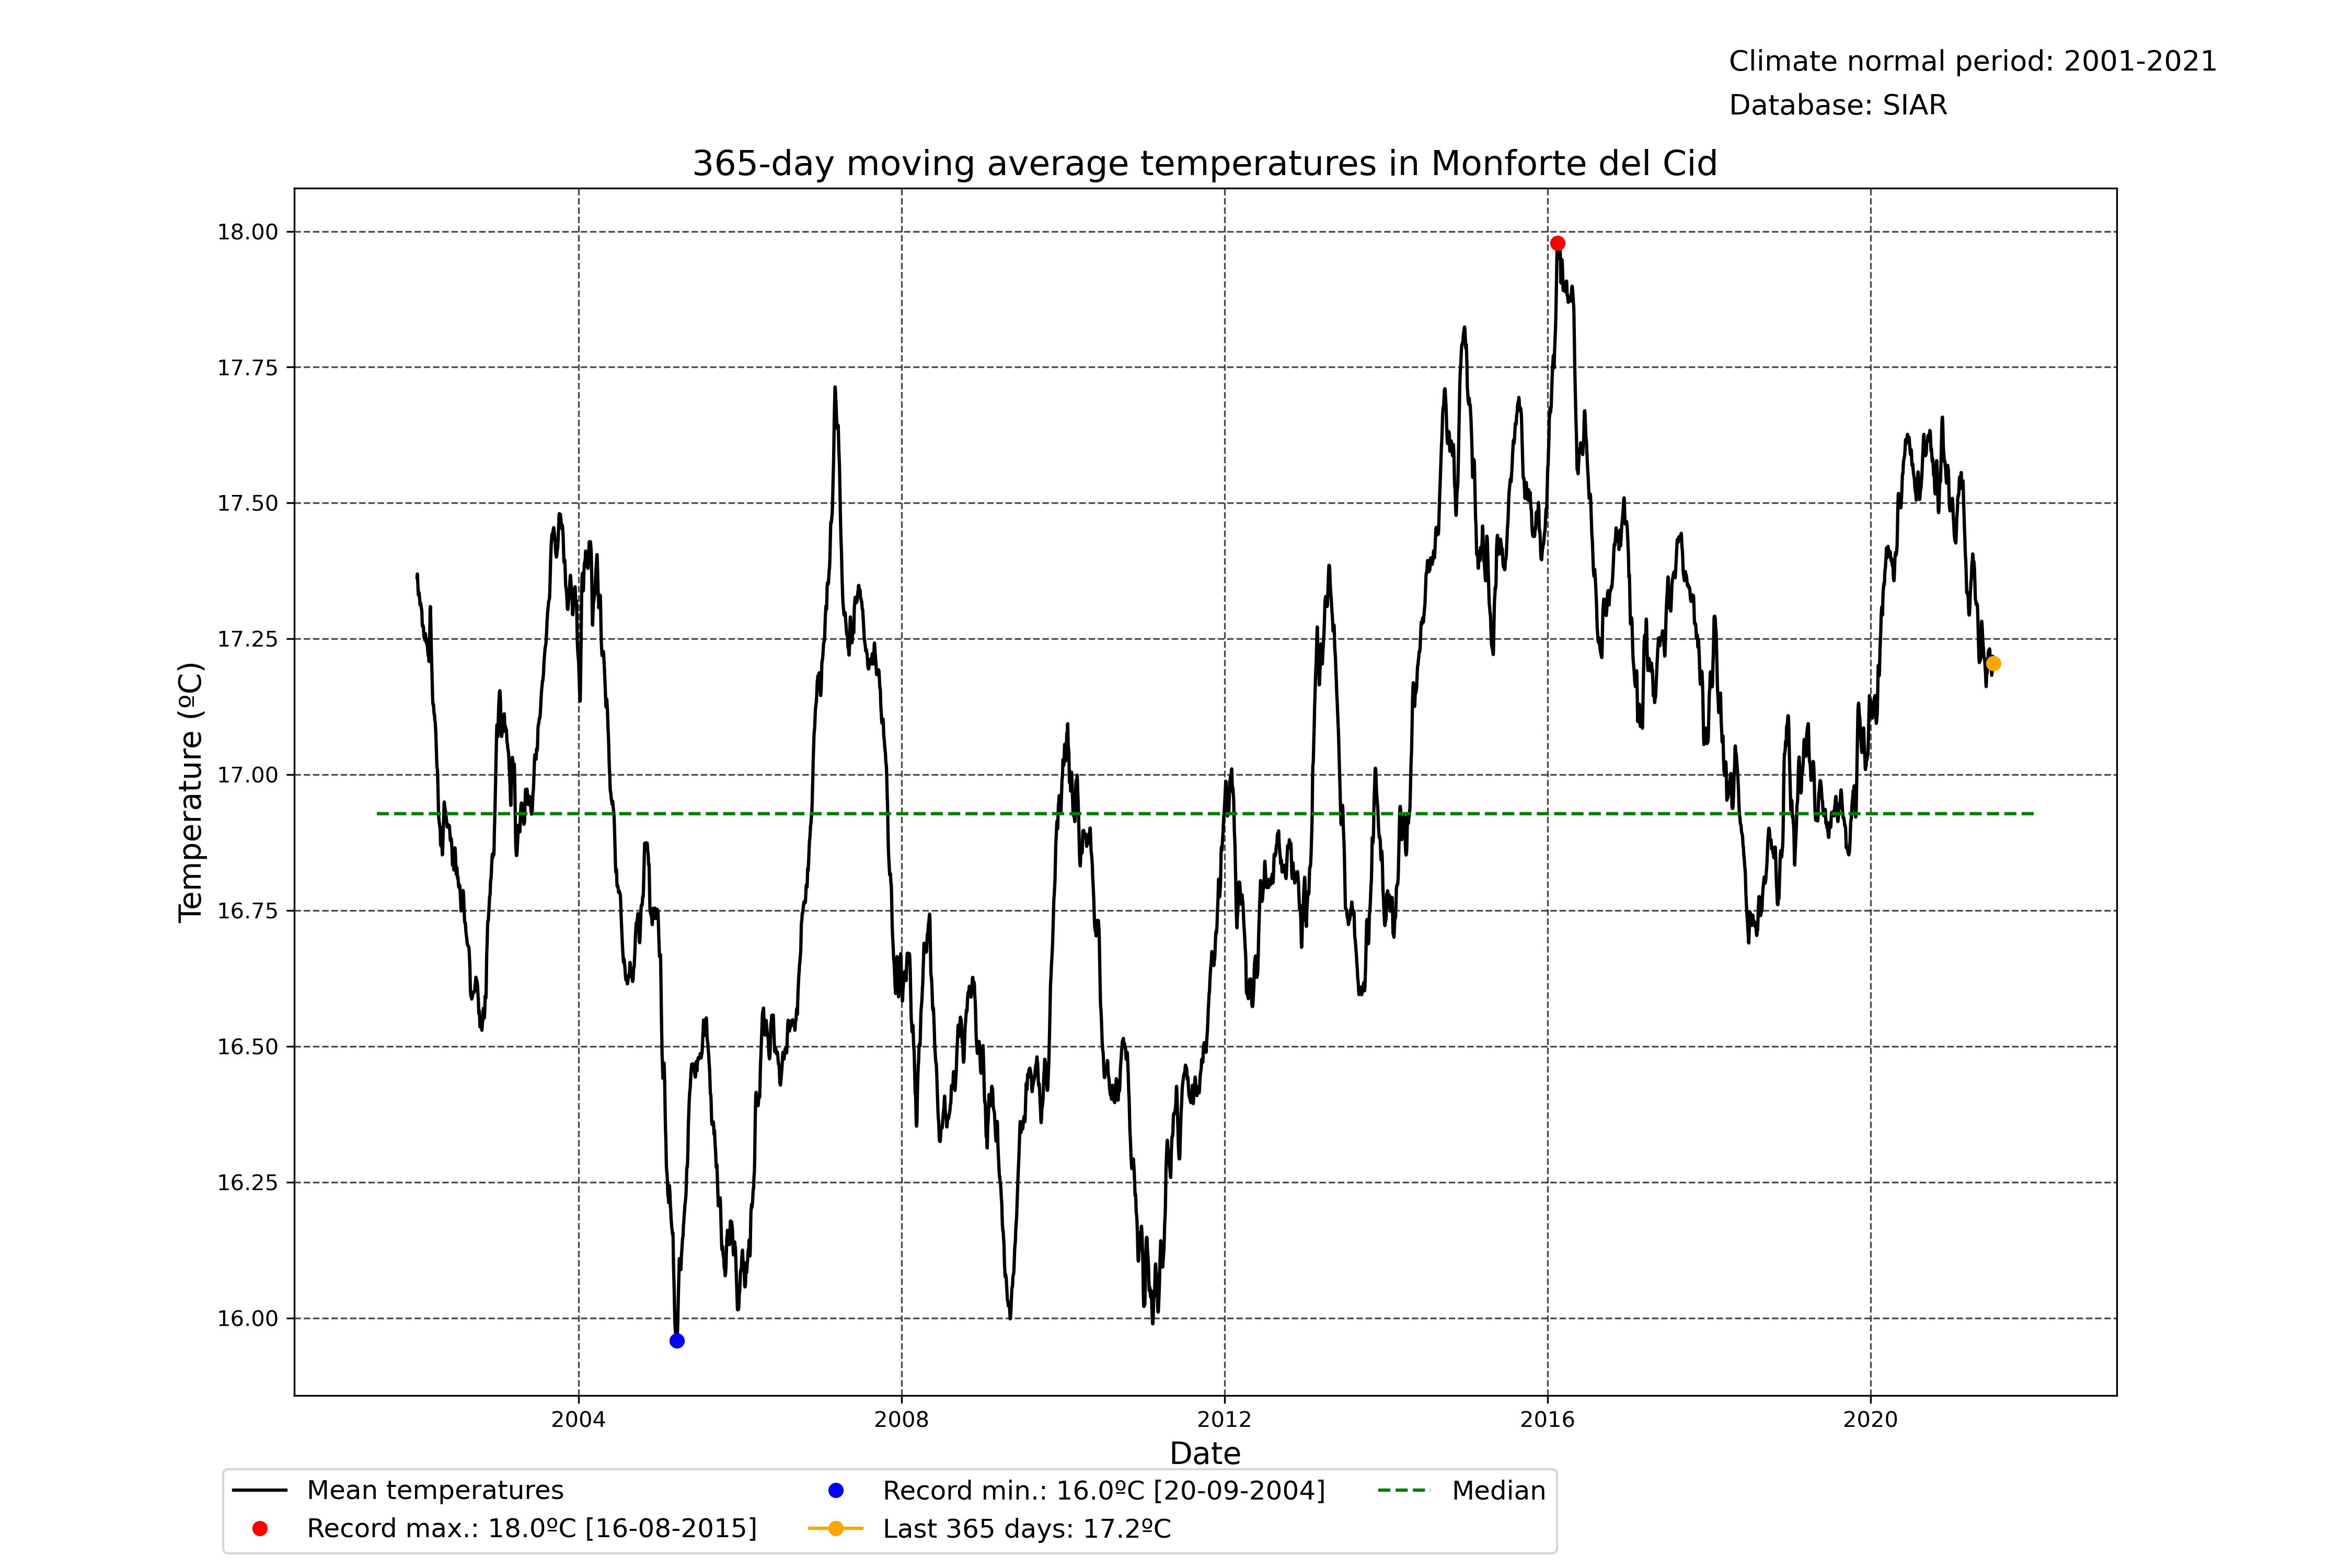 Climate normal period: 2001-2021
Database: SIAR
365-day moving average temperatures in Monforte del Cid
18.00
17.75
17.50
17.25
17.00
16.75
16.50
16.25
16.00
Temperature (ºC)
2004 2008 2012 2016 2020
Date
Mean temperatures
Record max.: 18.0ºC [16-08-2015]
Record min.: 16.0ºC [20-09-2004]
Last 365 days: 17.2ºC
Median